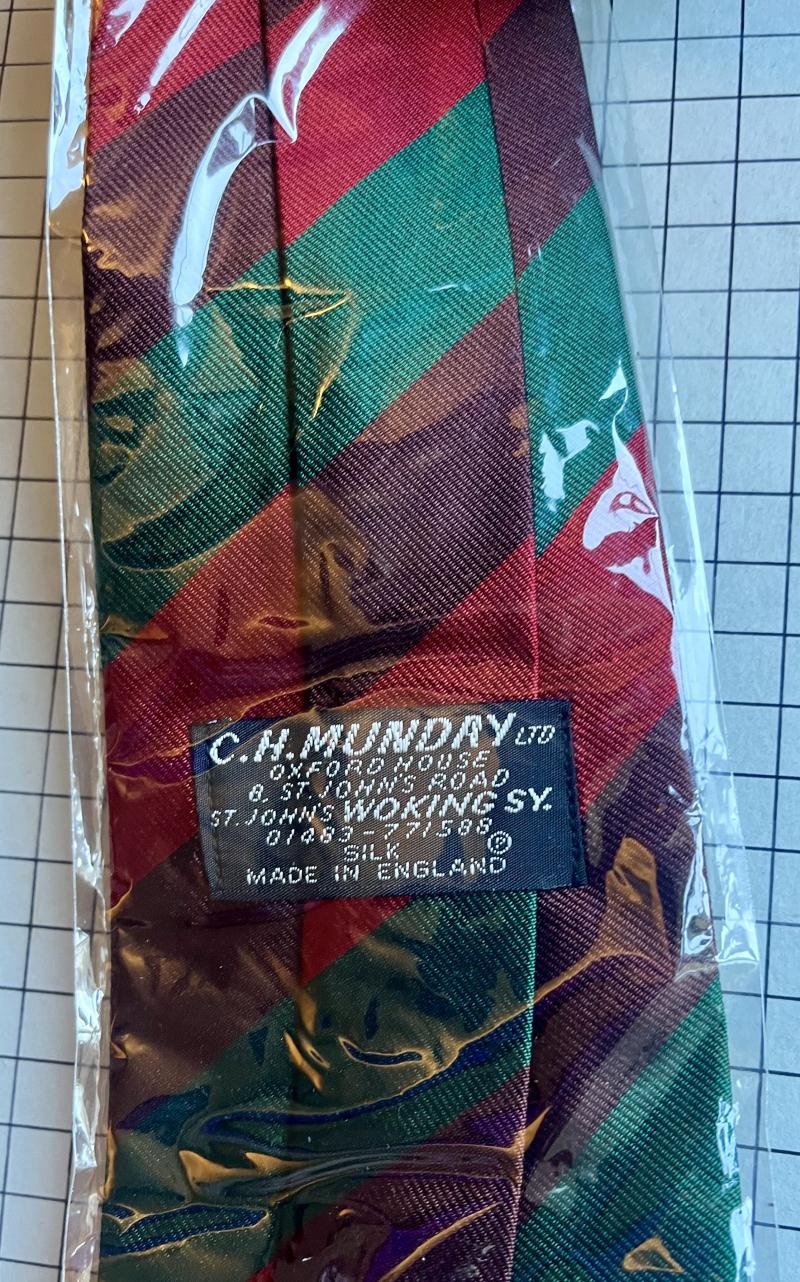 C.H.MUNDAY LTD
OXFORD HOUSE
8, ST JOHN'S ROAD
ST. JOHN'S WOKING SY.
01483-771588
SILK ®
MADE IN ENGLAND